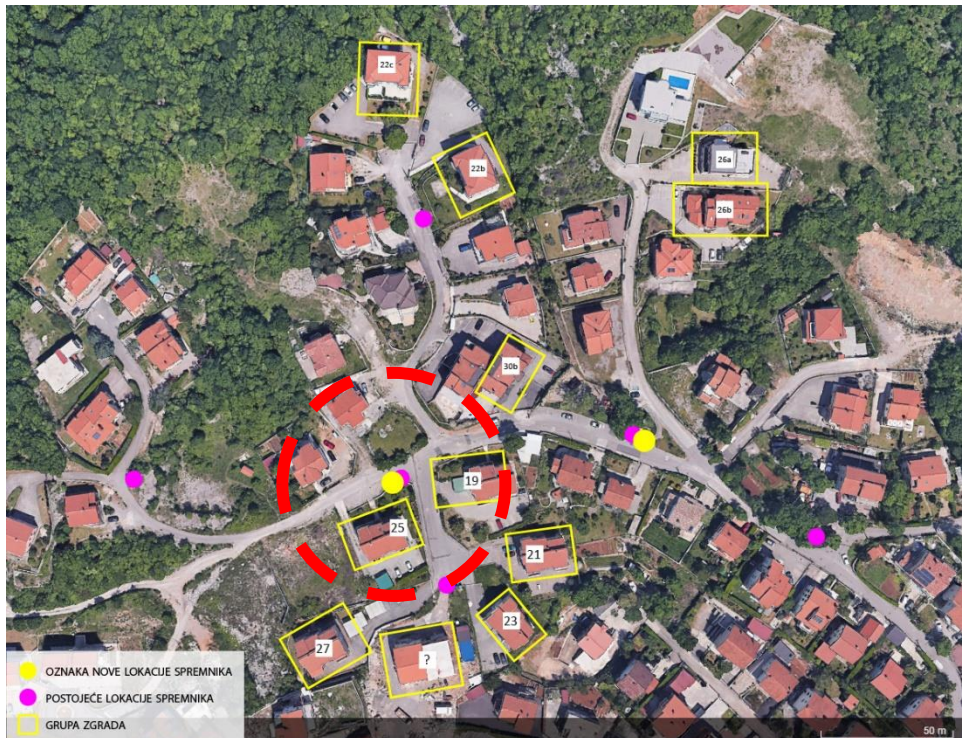 22c
22b
26a
26b
30b
19
25
21
23
27
?
OZNAKA NOVE LOKACIJE SPREMNIKA
POSTOJEĆE LOKACIJE SPREMNIKA
GRUPA ZGRADA
50 m